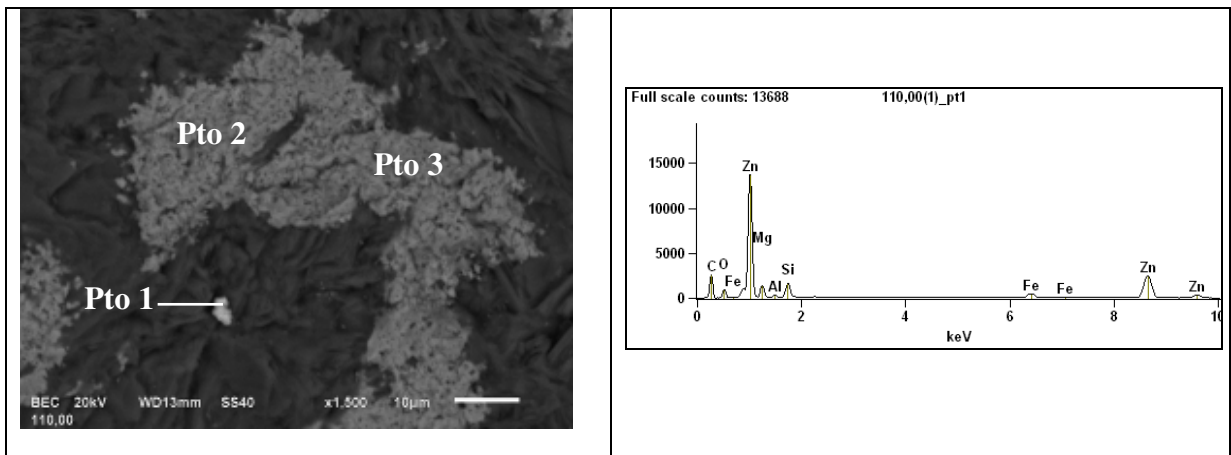 Pto 2
Pto 3
Pto 1
BEC 20kV WD13mm SS40 x1,500 10µm
110,00
Full scale counts: 13688 110,00(1)_pt1
15000
10000
5000
0
Zn
Mg
C O
Fe
Al
Si
Fe
Fe
Zn
Zn
0 2 4 6 8 10
keV